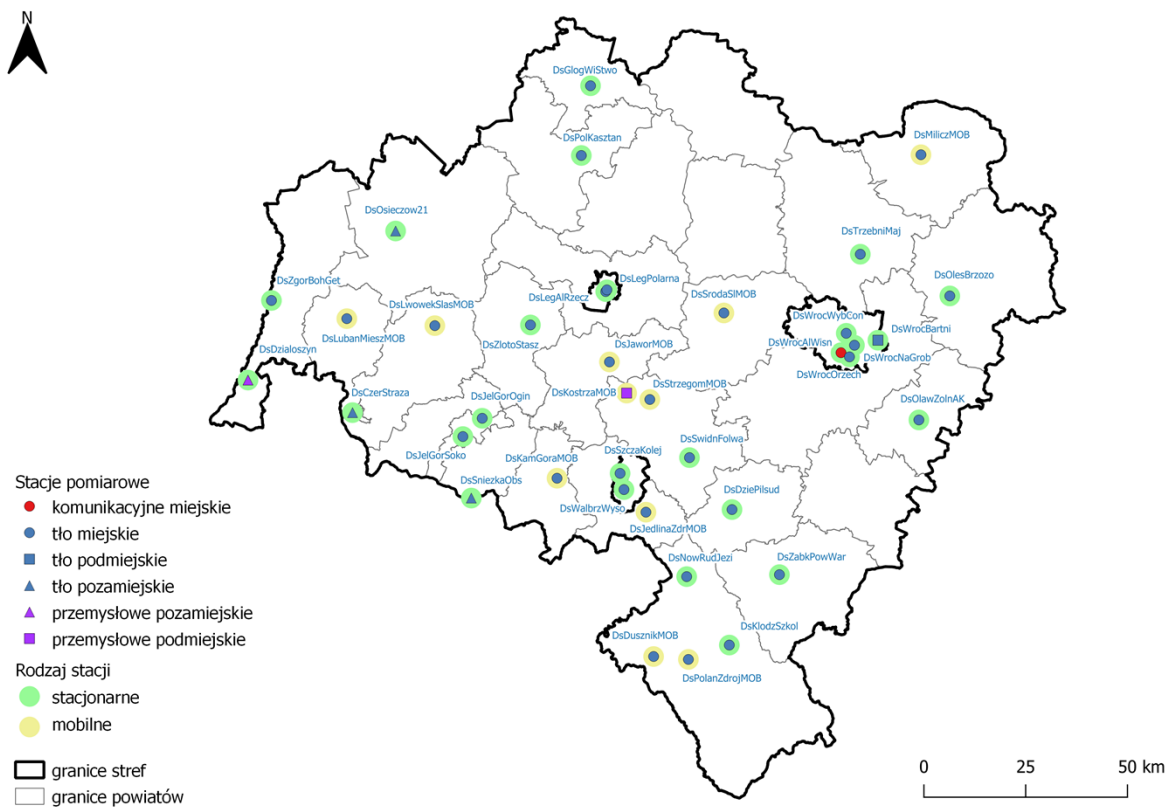 N
DsGlogWiStwo
DsPolKasztan
DsMiliczMOB
DsOsieczow21
DsTrzebniMaj
DsOlesBrzozo
DsZgorBohGet
DsLegPolarna
DsLegAlRzecz
DsLwowekSlasMOB
DsSrodaSlMOB
DsLubanMieszMOB
DsZlotoStasz
DsWrocWybCon
DsWrocBartni
DsWrocAlWisn
DsWrocNaGrob
DsWrocOrzech
DsDzialoszyn
DsJaworMOB
DsKostrzaMOB
DsStrzegomMOB
DsCzerStraza
DsJelGorOgin
DsOlawZolnAK
DsJelGorSoko
DsKamGoraMOB
DsSzczaKolej
DsSwidnFolwa
DsSniezkaObs
DsWalbrzWyso
DsDziePilsud
DsJedlinaZdrMOB
DsNowRudJezi
DsZabkPowWar
DsDusznikMOB
DsKlodzSzkol
DsPolanZdrojMOB
Stacje pomiarowe
komunikacyjne miejskie
tło miejskie
tło podmiejskie
tło pozamiejskie
przemysłowe pozamiejskie
przemysłowe podmiejskie
Rodzaj stacji
stacjonarne
mobilne
granice stref
granice powiatów
0 25 50 km